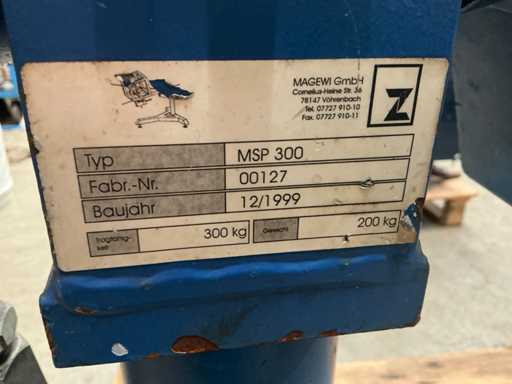 MAGEWI GmbH
Cornelius-Heine Str. 36
78147 Vöhrenbach
Tel. 07727 910-10
Fax. 07727 910-11
Z
Typ MSP 300
Fabr.-Nr. 00127
Baujahr 12/1999
Tragfähig-
keit 300 kg Gewicht 200 kg